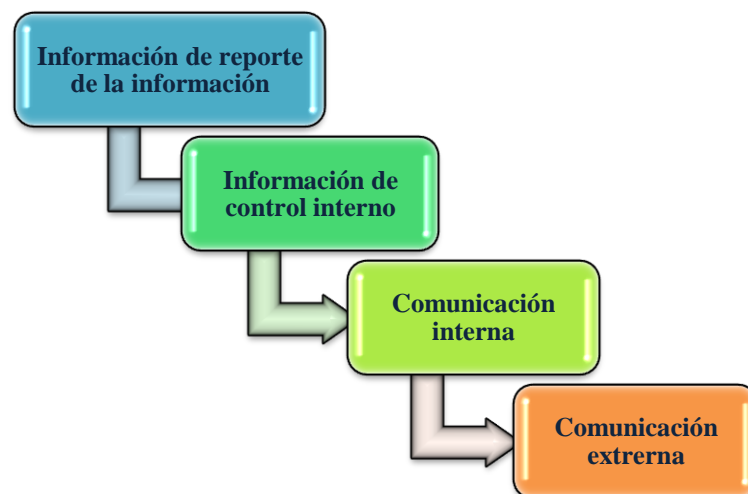 Información de reporte
de la información
Información de
control interno
Comunicación
interna
Comunicación
extrerna